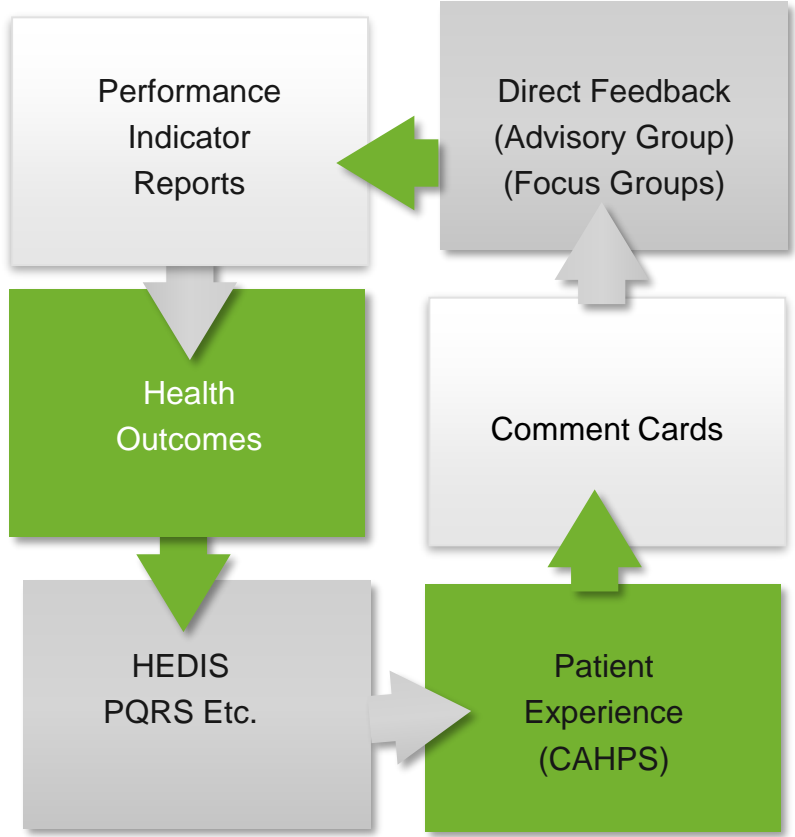 Performance
Indicator
Reports
Direct Feedback
(Advisory Group)
(Focus Groups)
Health
Outcomes
Comment Cards
HEDIS
PQRS Etc.
Patient
Experience
(CAHPS)